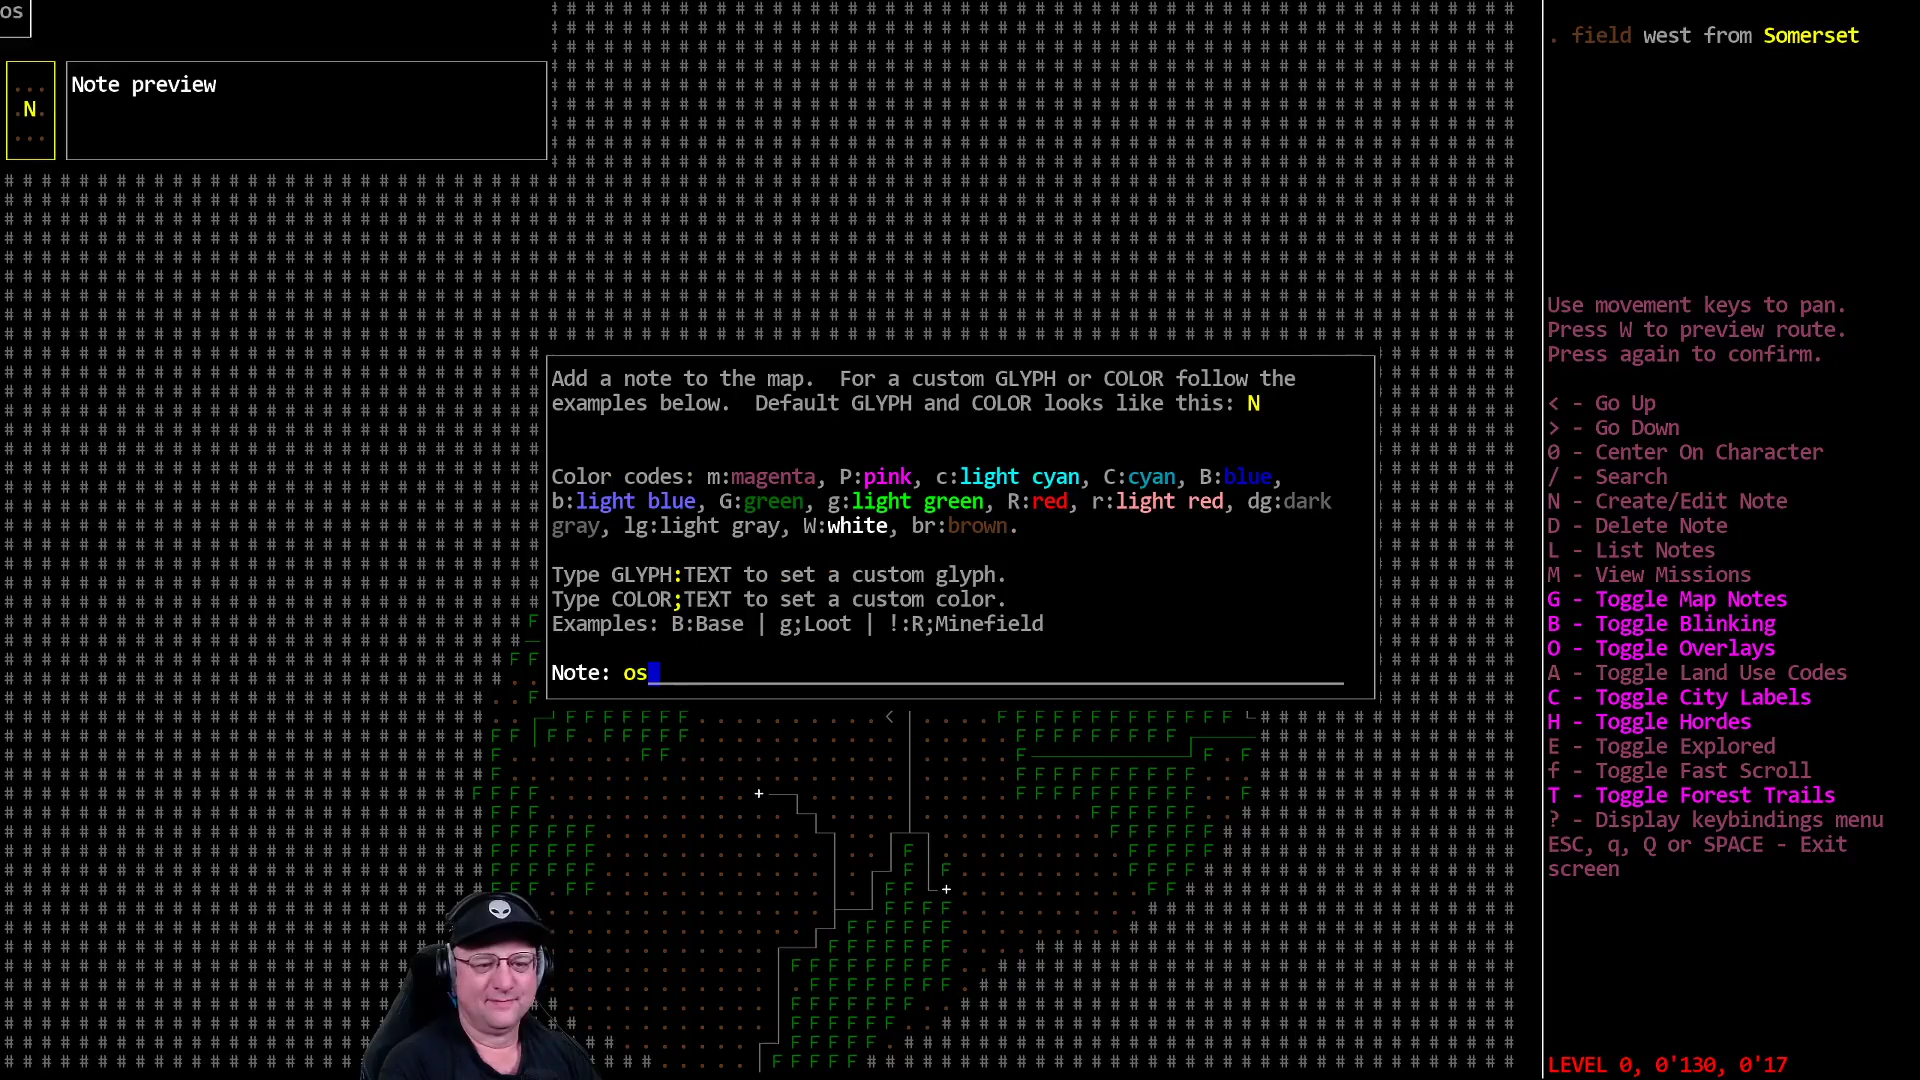 os
. field west from Somerset
Note preview
...
.N.
...
Add a note to the map.  For a custom GLYPH or COLOR follow the
examples below.  Default GLYPH and COLOR looks like this: N
Color codes: m:magenta, P:pink, c:light cyan, C:cyan, B:blue,
b:light blue, G:green, g:light green, R:red, r:light red, dg:dark
gray, lg:light gray, W:white, br:brown.
Type GLYPH:TEXT to set a custom glyph.
Type COLOR;TEXT to set a custom color.
Examples: B:Base | g;Loot | !:R;Minefield
Note: os
Use movement keys to pan.
Press W to preview route.
Press again to confirm.
< - Go Up
> - Go Down
0 - Center On Character
/ - Search
N - Create/Edit Note
D - Delete Note
L - List Notes
M - View Missions
G - Toggle Map Notes
B - Toggle Blinking
O - Toggle Overlays
A - Toggle Land Use Codes
C - Toggle City Labels
H - Toggle Hordes
E - Toggle Explored
f - Toggle Fast Scroll
T - Toggle Forest Trails
? - Display keybindings menu
ESC, q, Q or SPACE - Exit
screen
LEVEL 0, 0'130, 0'17